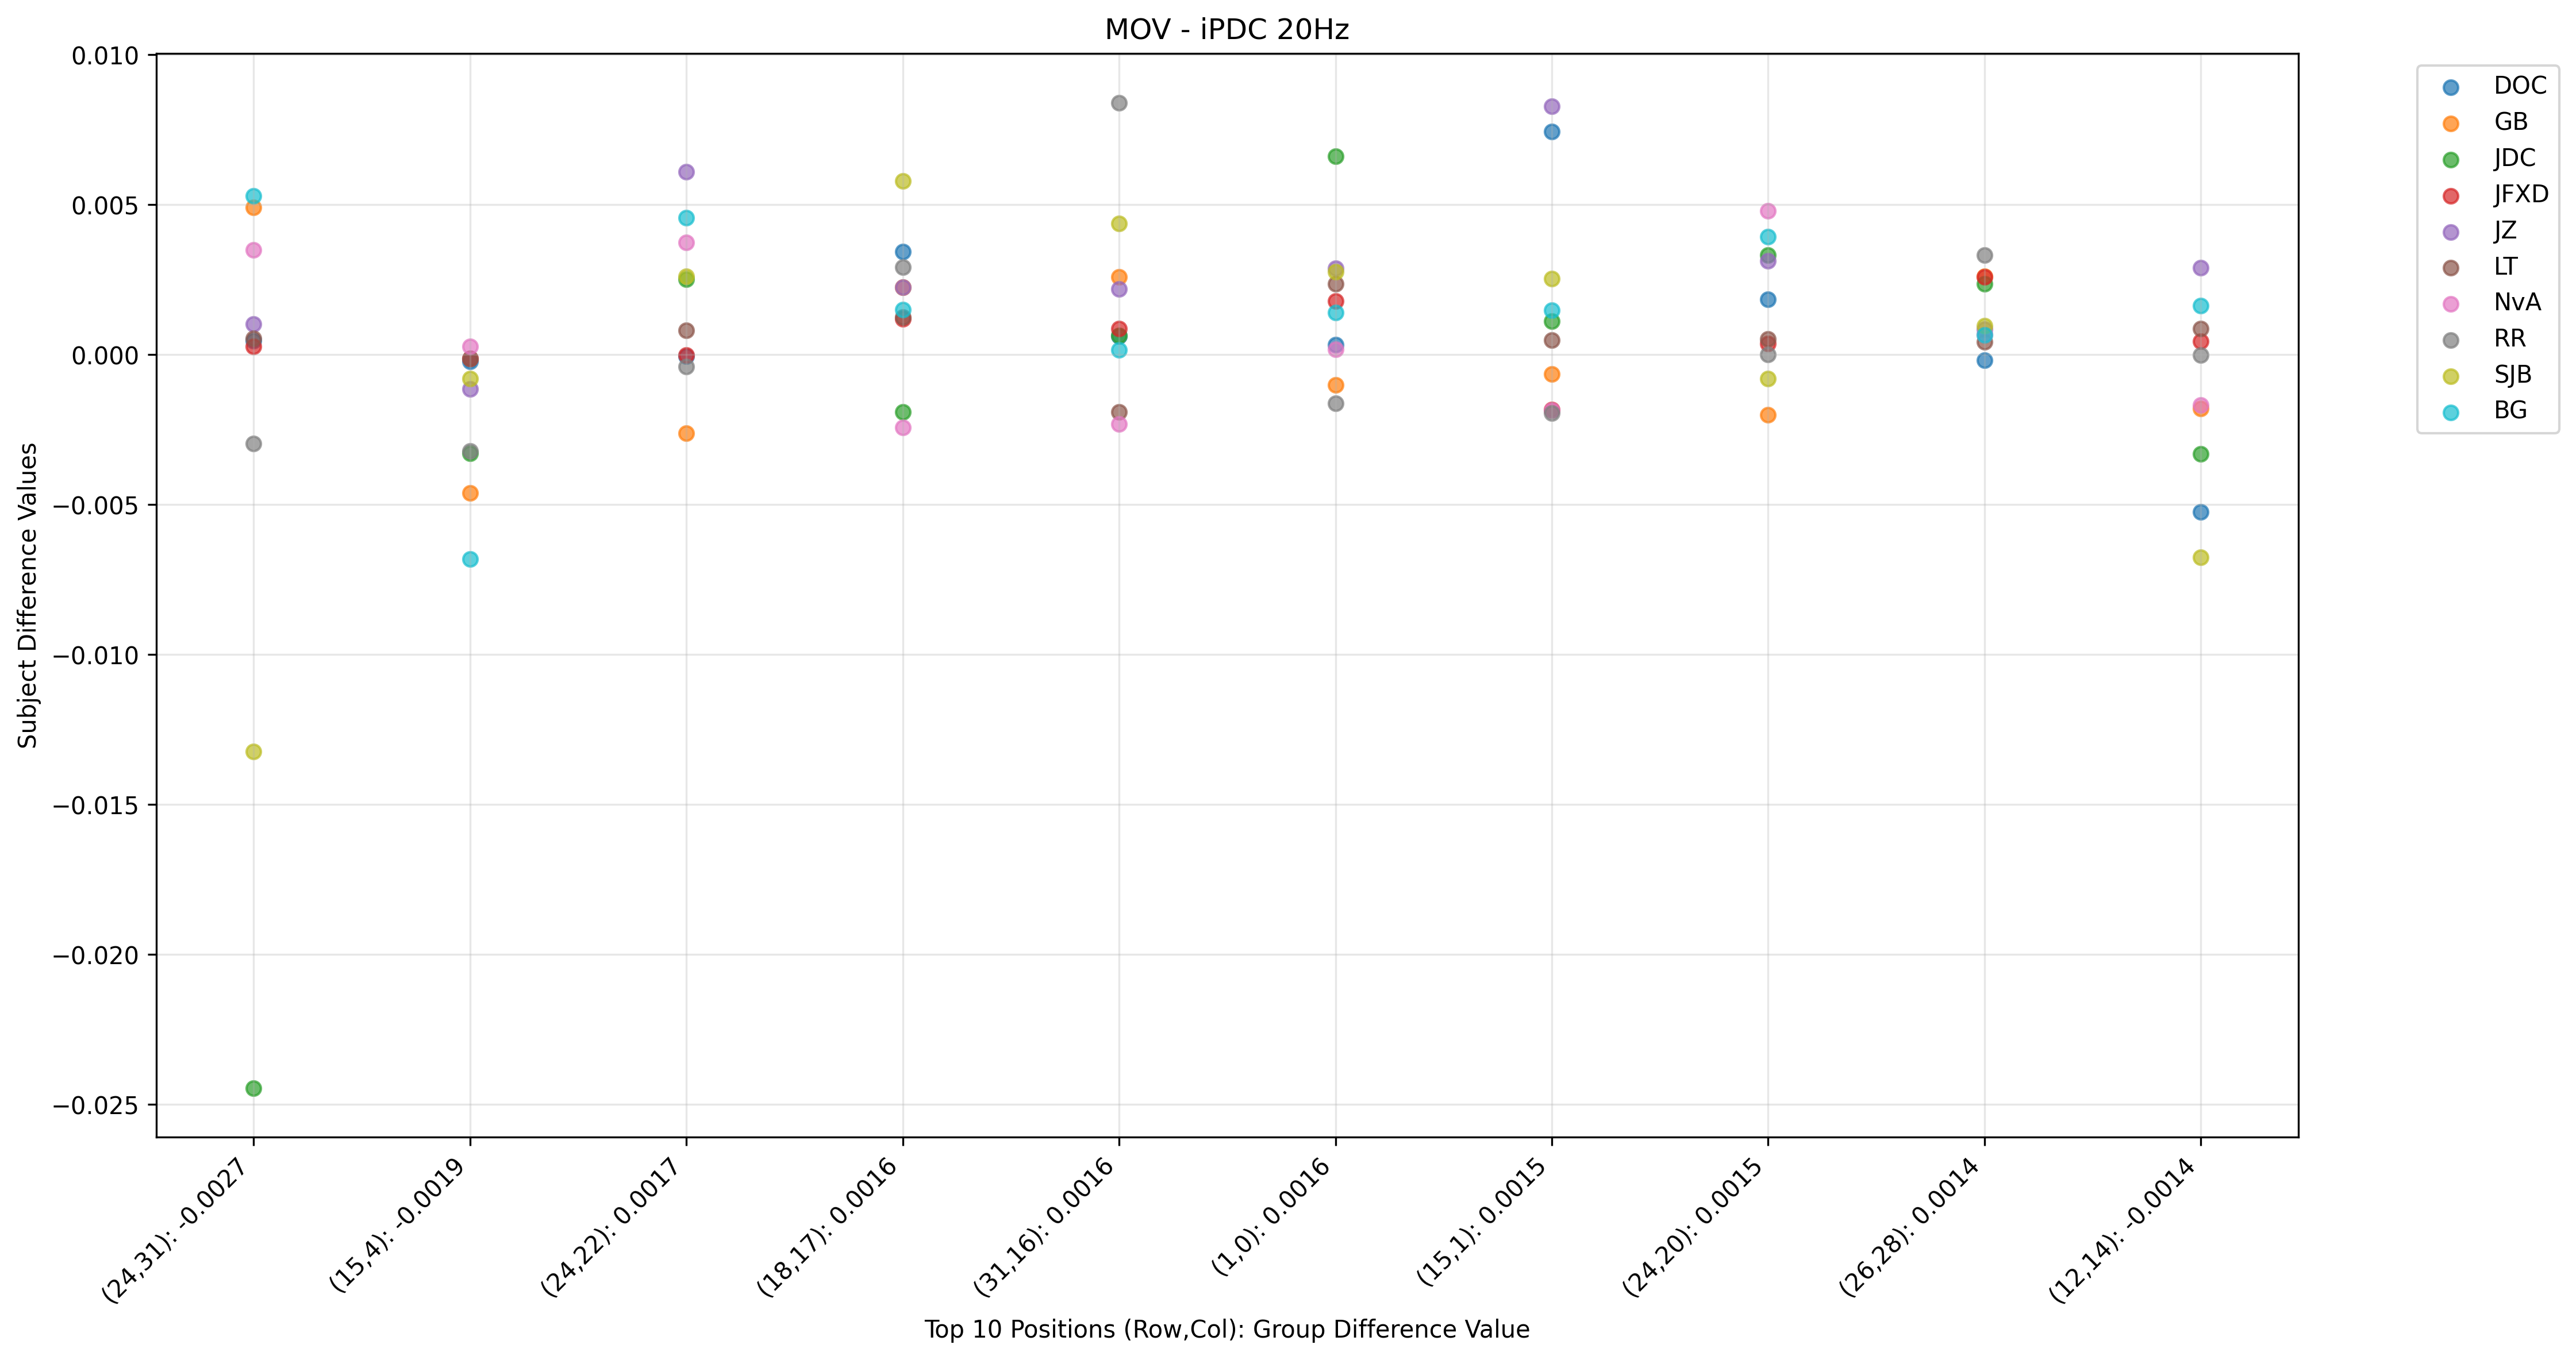 MOV - iPDC 20Hz
0.010
0.005
0.000
−0.005
−0.010
−0.015
−0.020
−0.025
Subject Difference Values
(24,31): -0.0027
(15,4): -0.0019
(24,22): 0.0017
(18,17): 0.0016
(31,16): 0.0016
(1,0): 0.0016
(15,1): 0.0015
(24,20): 0.0015
(26,28): 0.0014
(12,14): -0.0014
Top 10 Positions (Row,Col): Group Difference Value
DOC
GB
JDC
JFXD
JZ
LT
NvA
RR
SJB
BG